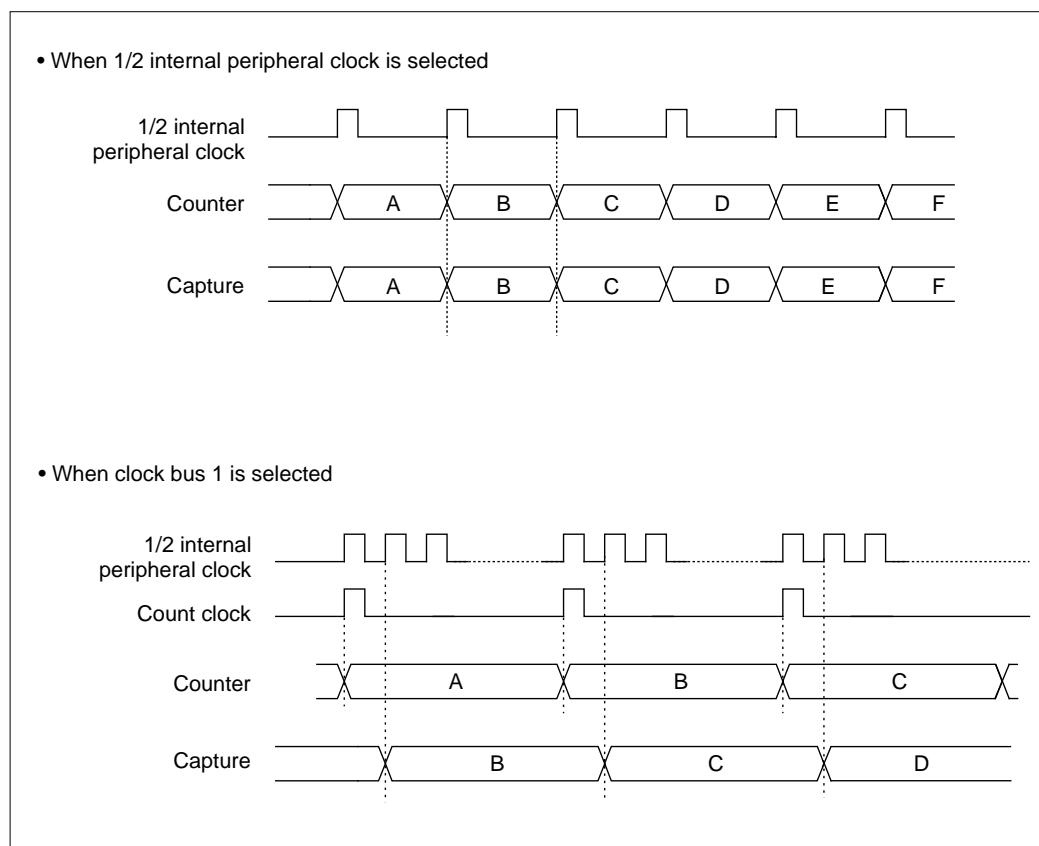 • When 1/2 internal peripheral clock is selected
1/2 internal
peripheral clock
Counter
A B C D E F
Capture
A B C D E F
• When clock bus 1 is selected
1/2 internal
peripheral clock
Count clock
Counter
A B C
Capture
B C D